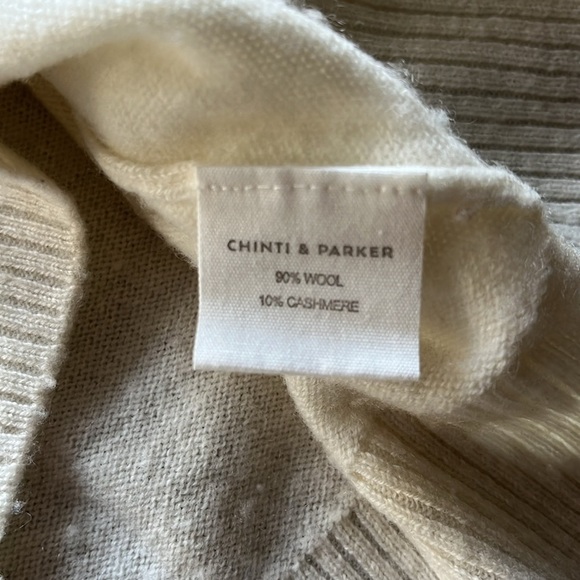 CHINTI & PARKER
90% WOOL
10% CASHMERE